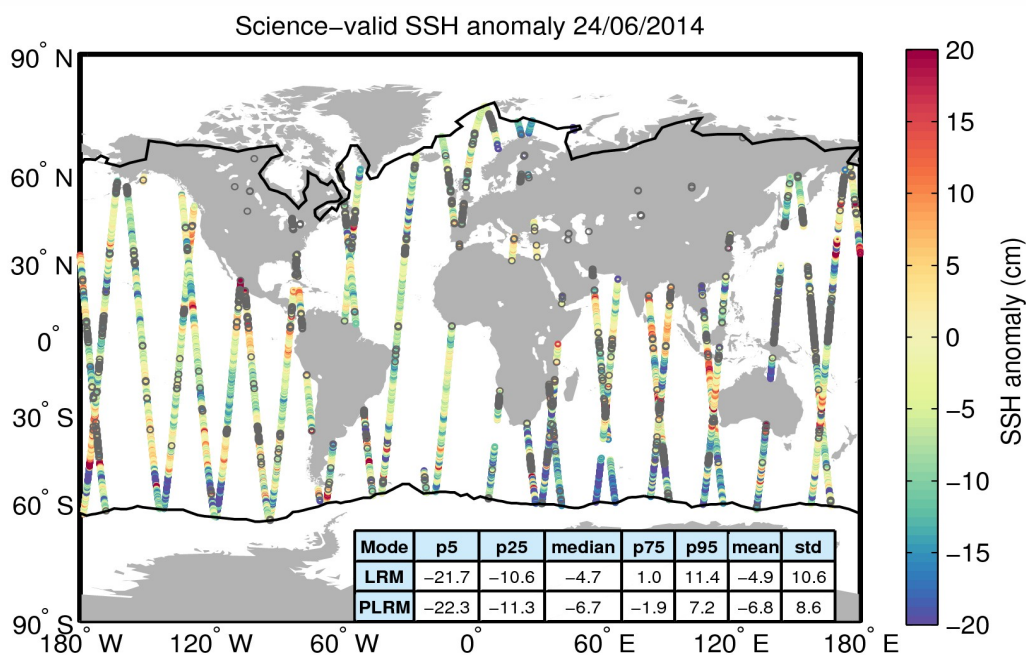 Science−valid SSH anomaly 24/06/2014
90° N
60° N
30° N
0°
30° S
60° S
90° S
180° W
120° W
60° W
0°
60° E
120° E
180° E
Mode p5 p25 median p75 p95 mean std
LRM −21.7 −10.6 −4.7 1.0 11.4 −4.9 10.6
PLRM −22.3 −11.3 −6.7 −1.9 7.2 −6.8 8.6
20
15
10
5
0
−5
−10
−15
−20
SSH anomaly (cm)